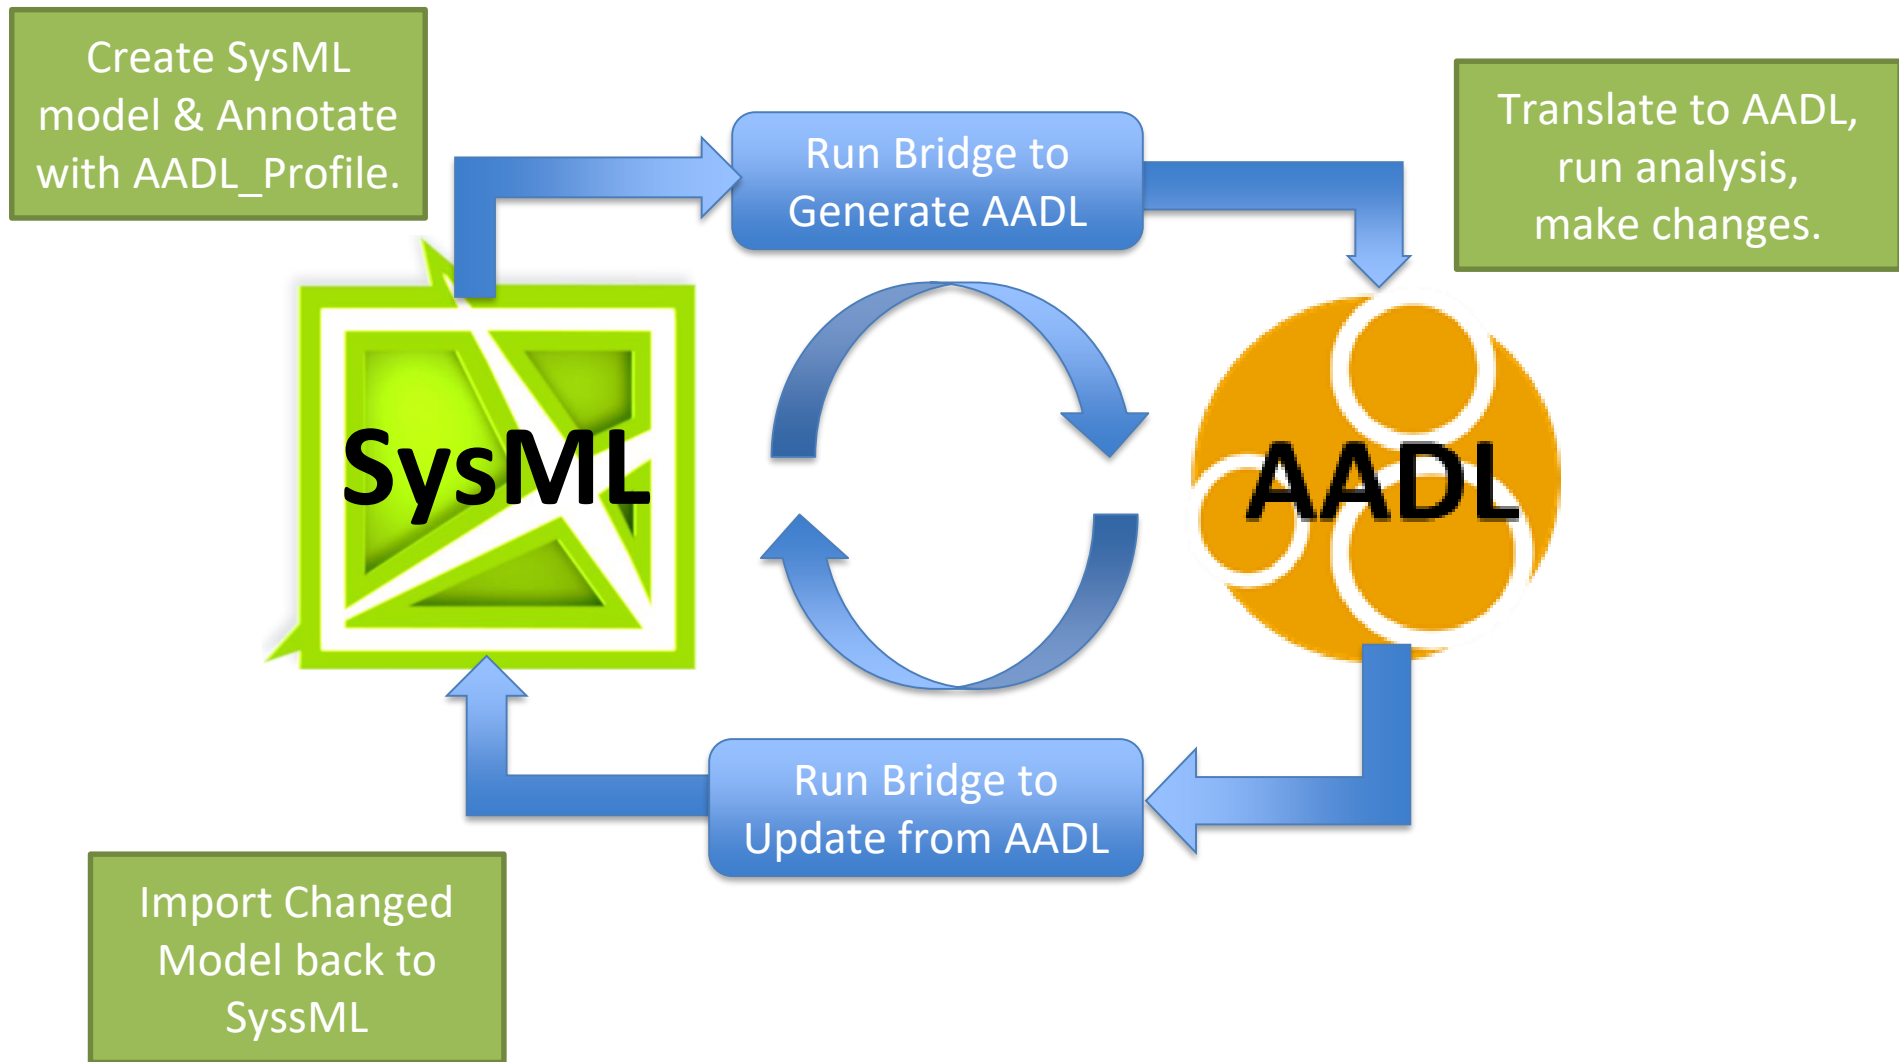 Create SysML
model & Annotate
with AADL_Profile.
Run Bridge to
Generate AADL
Translate to AADL,
run analysis,
make changes.
SysML
AADL
Run Bridge to
Update from AADL
Import Changed
Model back to
SyssML